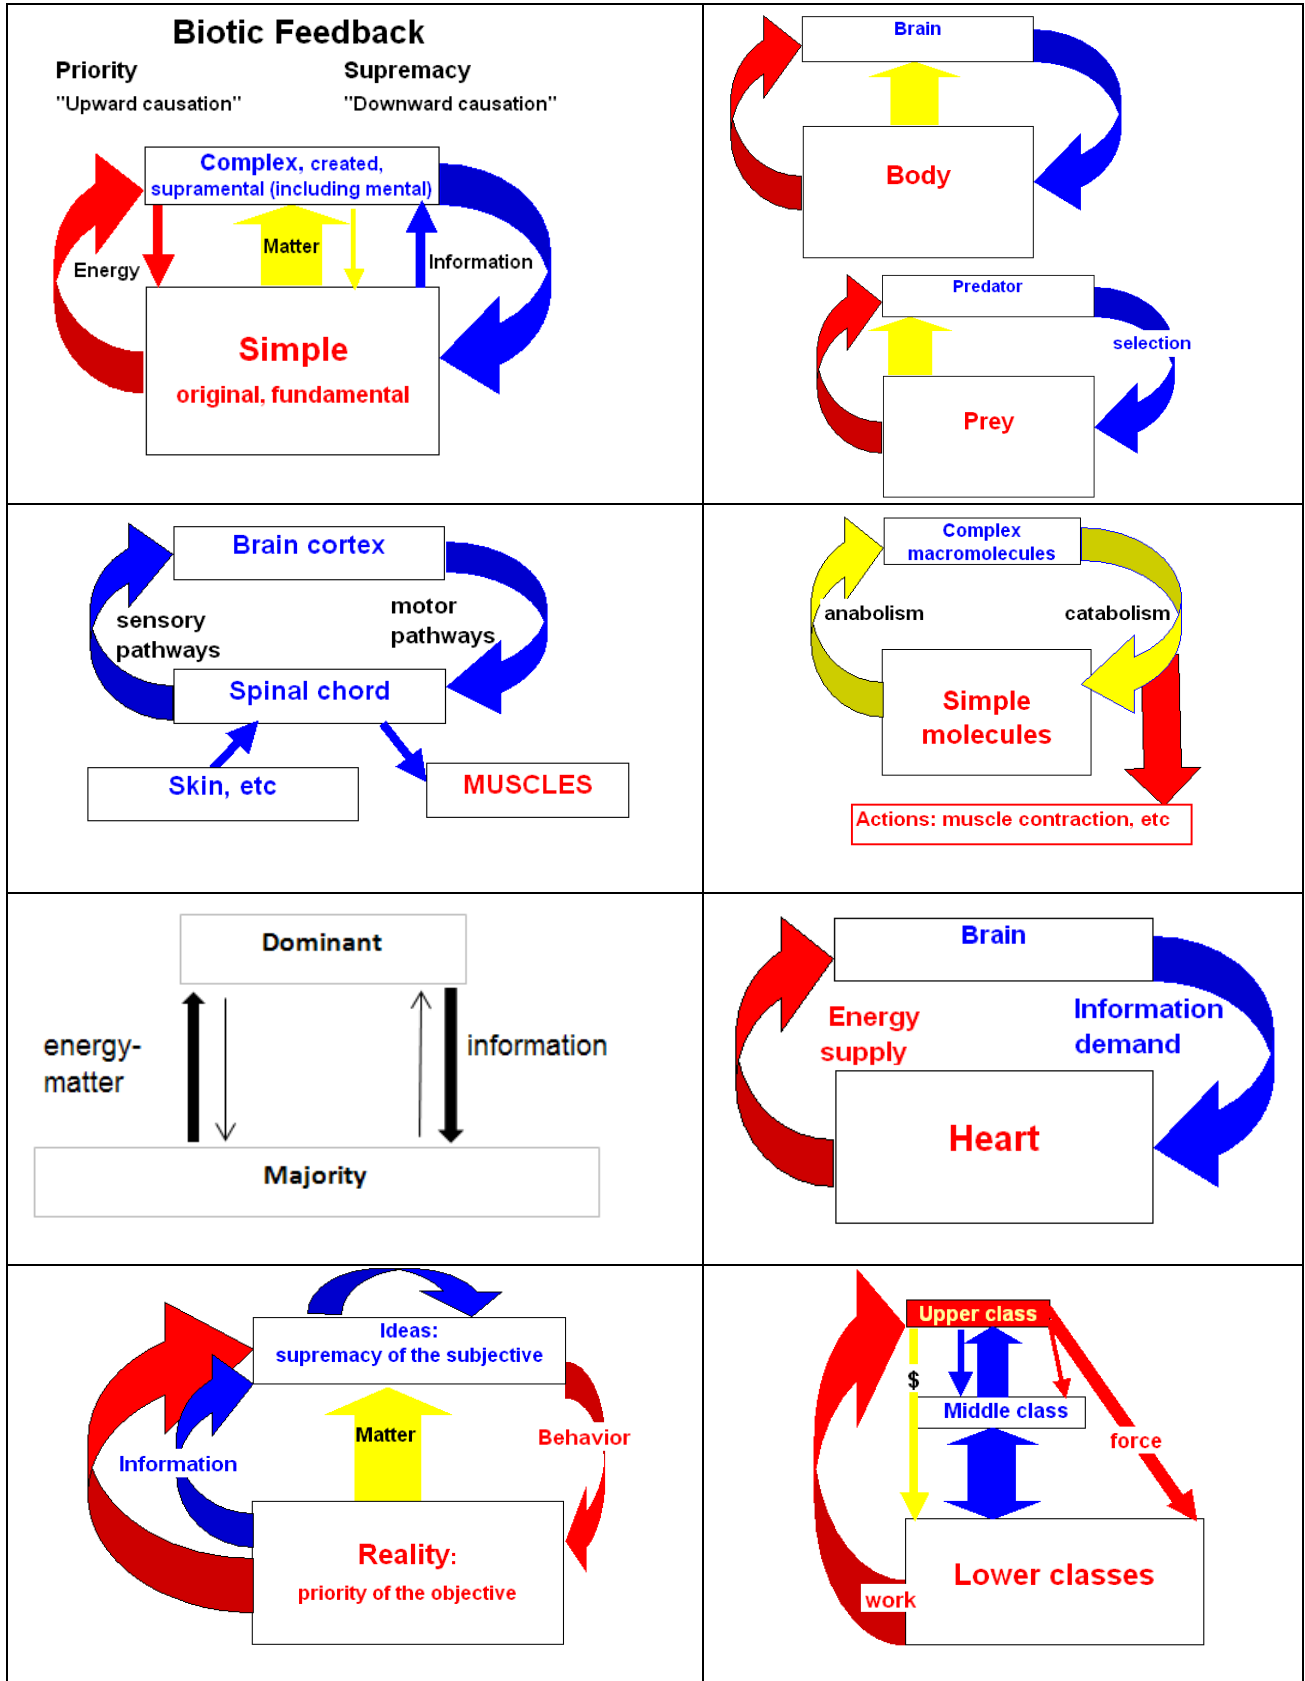 Biotic Feedback
Priority
Supremacy
"Upward causation"
"Downward causation"
Complex, created,
supramental (including mental)
Matter
Energy
Information
Simple
original, fundamental
Brain
Body
Predator
selection
Prey
Brain cortex
sensory
pathways
motor
pathways
Spinal chord
Skin, etc
MUSCLES
Complex
macromolecules
anabolism
catabolism
Simple
molecules
Actions: muscle contraction, etc
Dominant
energy-
matter
information
Majority
Brain
Energy
supply
Information
demand
Heart
Ideas:
supremacy of the subjective
Matter
Behavior
Information
Reality:
priority of the objective
Upper class
$
Middle class
force
Lower classes
work